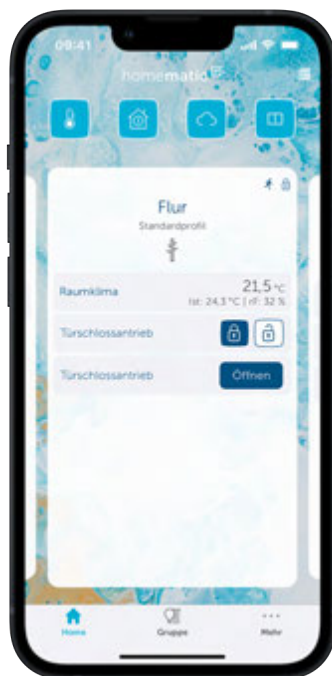 09:41
homematic IP
Flur
Standardprofil
Raumklima
21,5 °C
Ist: 24,3 °C | rF: 32 %
Türschlossantrieb
Türschlossantrieb
Öffnen
Home
Gruppe
Mehr